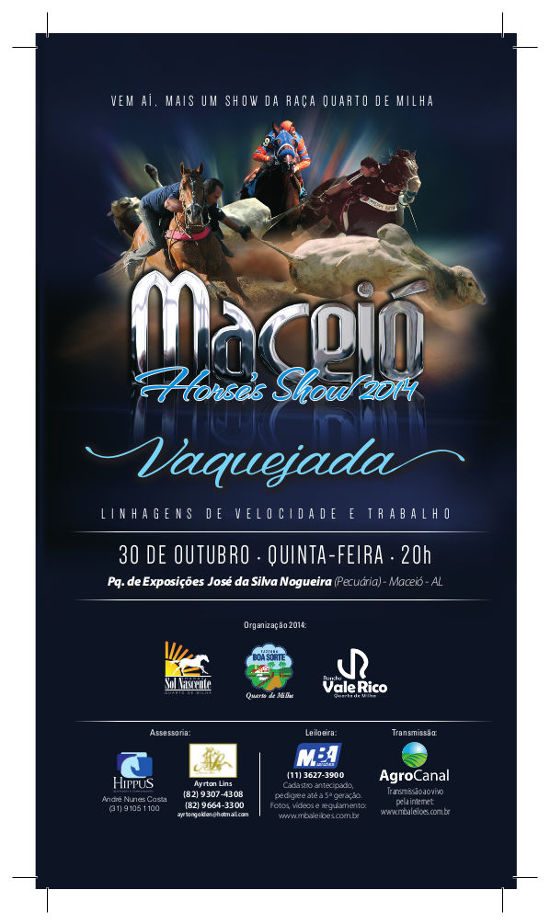 VEM AÍ, MAIS UM SHOW DA RAÇA QUARTO DE MILHA
Maceió
Horse's Show 2014
Vaquejada
LINHAGENS DE VELOCIDADE E TRABALHO
30 DE OUTUBRO · QUINTA-FEIRA · 20h
Pq. de Exposições José da Silva Nogueira (Pecuária) - Maceió - AL
Organização 2014:
Sol Nascente
QUARTO DE MILHA
FAZENDA
BOA SORTE
Quarto de Milha
Rancho
Vale Rico
Quarto de Milha
Assessoria:
HIPPUS
André Nunes Costa
(31) 9105 1100
Ayrton Lins
(82) 9307-4308
(82) 9664-3300
ayrtongolden@hotmail.com
Leiloeira:
MBA
(11) 3627-3900
Cadastro antecipado,
pedigree até a 5ª geração.
Fotos, vídeos e regulamento:
www.mbaleiloes.com.br
Transmissão:
AgroCanal
Transmissão ao vivo
pela internet:
www.mbaleiloes.com.br